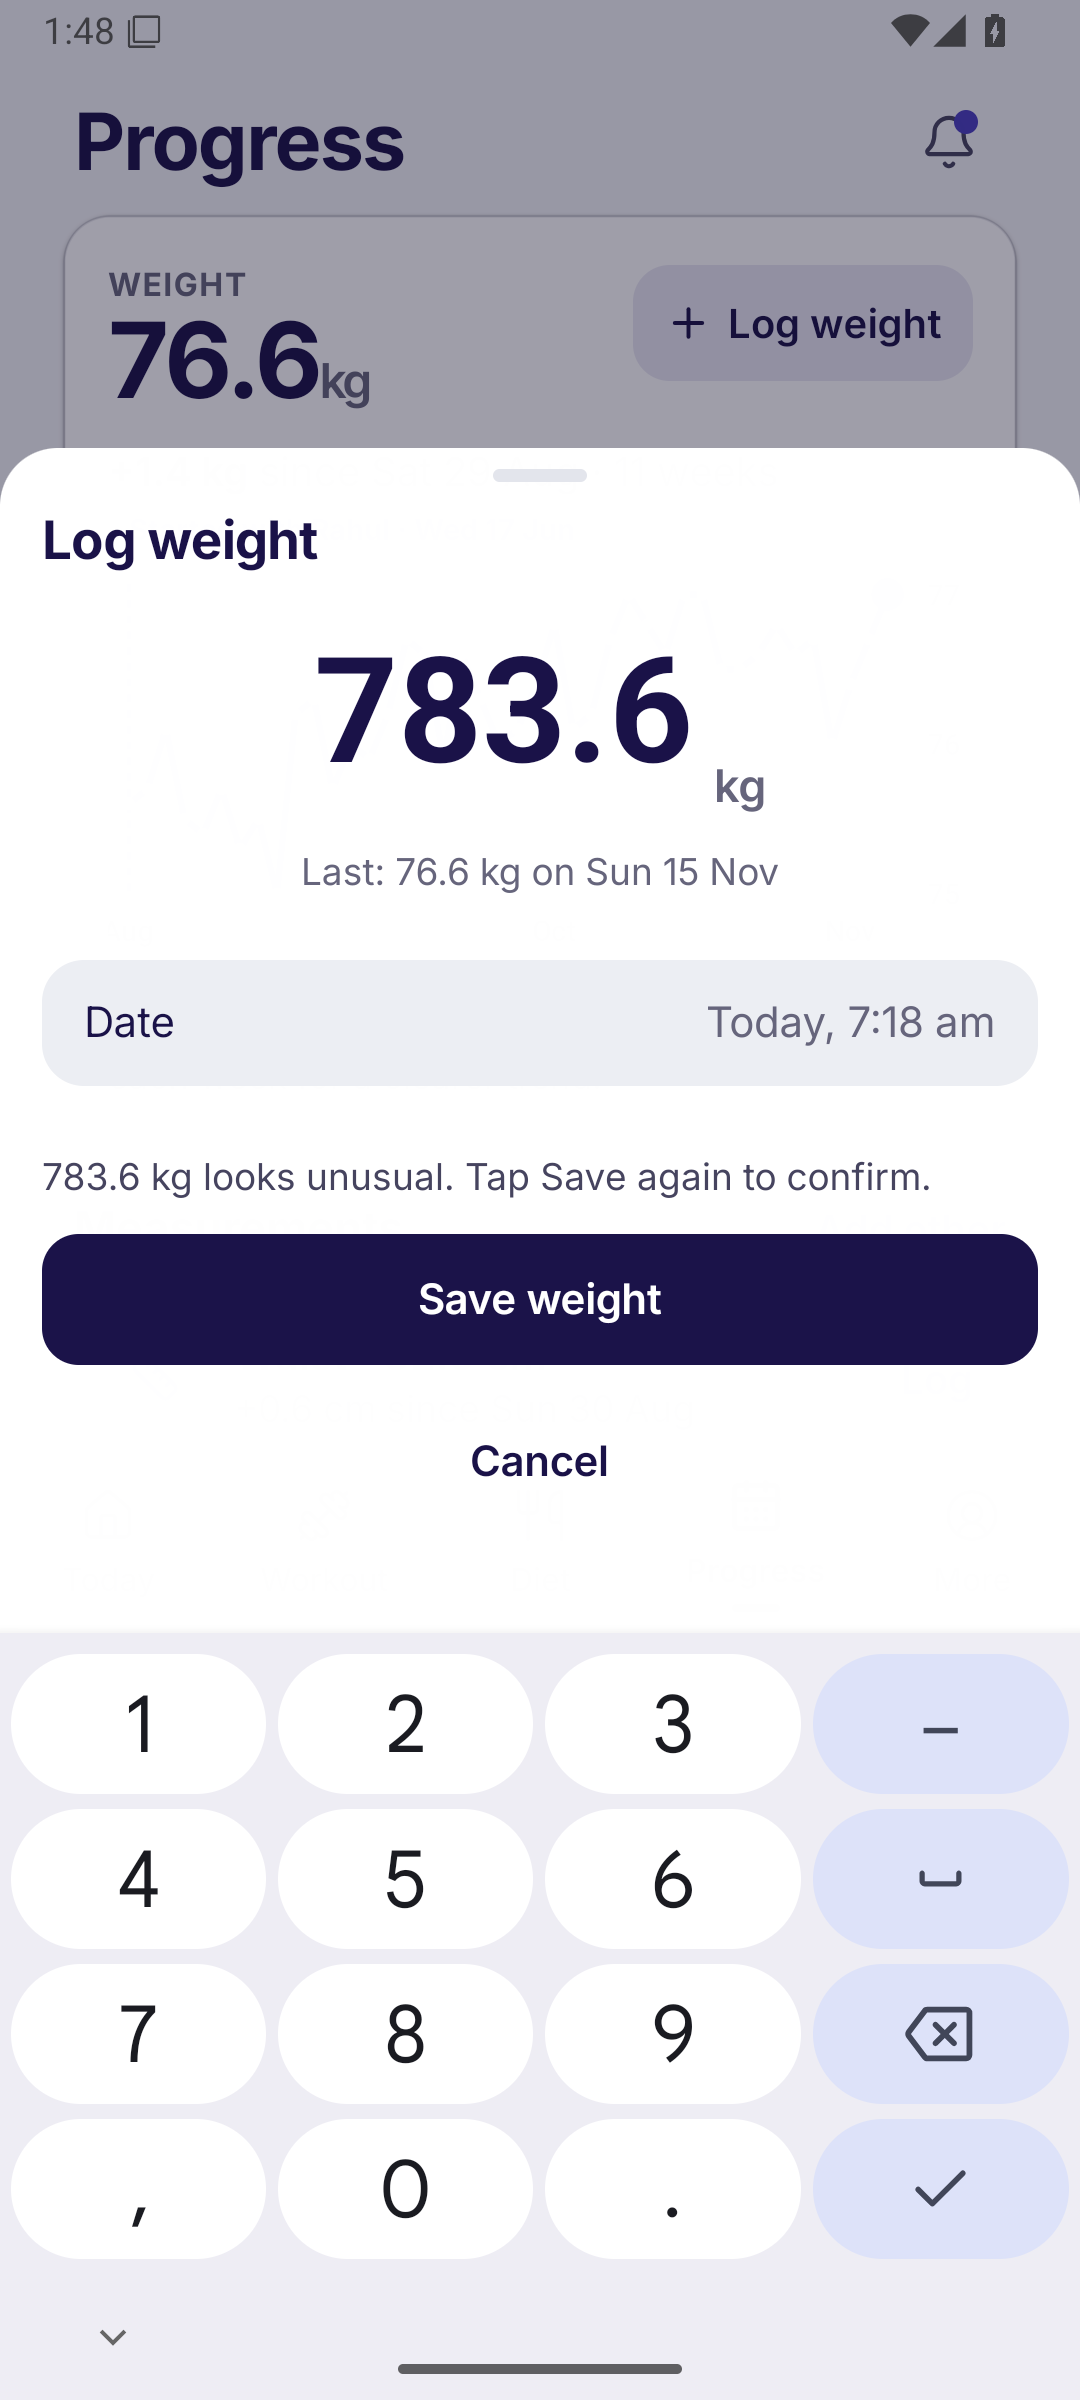 1:48
Progress
WEIGHT
76.6kg
+ Log weight
Log weight
783.6 kg
Last: 76.6 kg on Sun 15 Nov
Date
Today, 7:18 am
783.6 kg looks unusual. Tap Save again to confirm.
Save weight
Cancel
1 2 3 –
4 5 6
7 8 9
, 0 .